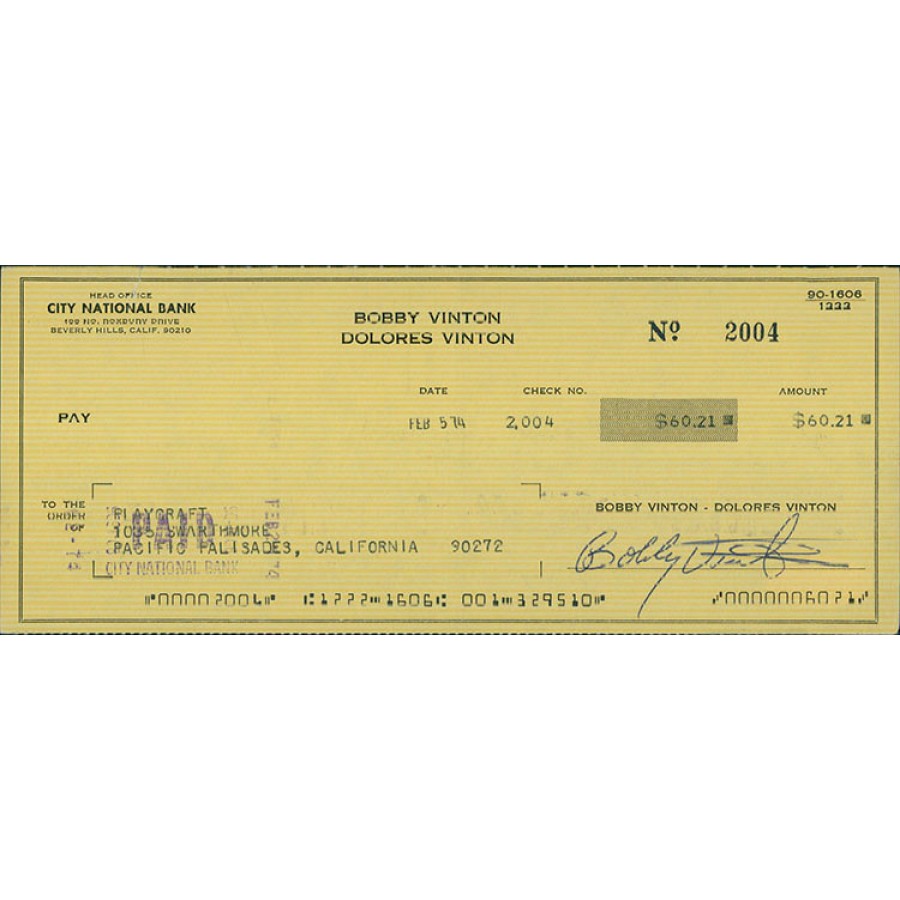 HEAD OFFICE
CITY NATIONAL BANK
400 NO. ROXBURY DRIVE
BEVERLY HILLS, CALIF. 90210
BOBBY VINTON
DOLORES VINTON
Nº 2004
90-1606
1222
DATE CHECK NO. AMOUNT
PAY FEB 5 74 2,004 $60.21 $60.21
TO THE
ORDER
OF
PLAYCRAFT
1035 SWARTHMORE
PACIFIC PALISADES, CALIFORNIA 90272
PAID
CITY NATIONAL BANK
BOBBY VINTON - DOLORES VINTON
Bobby Vinton
⑈00002004⑈ ⑆1222⑉1606⑆ 001⑈329510⑈ ⑈0000006021⑈